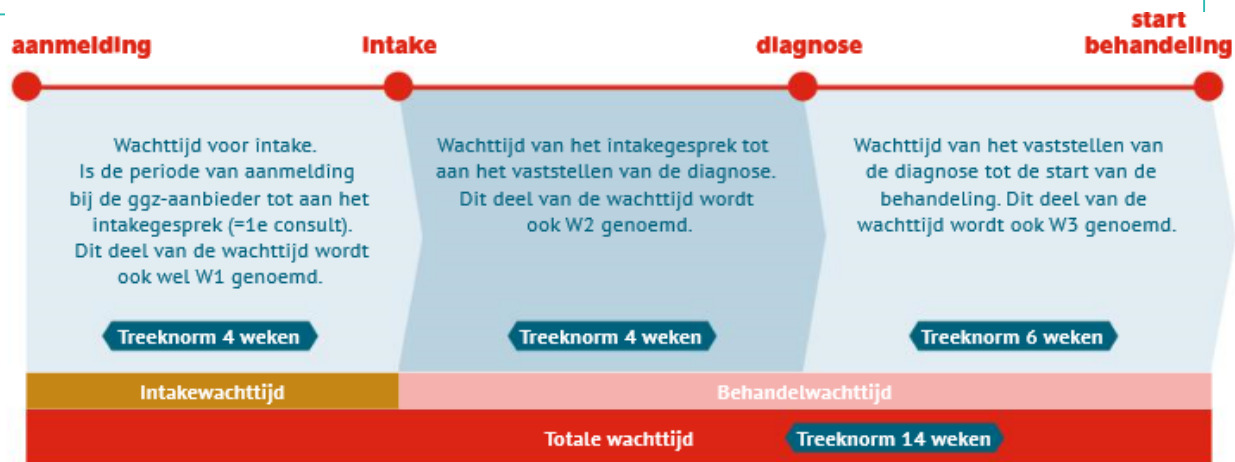 aanmelding
intake
diagnose
start
behandeling
Wachttijd voor intake.
Is de periode van aanmelding
bij de ggz-aanbieder tot aan het
intakegesprek (=1e consult).
Dit deel van de wachttijd wordt
ook wel W1 genoemd.
Treeknorm 4 weken
Wachttijd van het intakegesprek tot
aan het vaststellen van de diagnose.
Dit deel van de wachttijd wordt
ook W2 genoemd.
Treeknorm 4 weken
Wachttijd van het vaststellen van
de diagnose tot de start van de
behandeling. Dit deel van de
wachttijd wordt ook W3 genoemd.
Treeknorm 6 weken
Intakewachttijd
Behandelwachttijd
Totale wachttijd
Treeknorm 14 weken